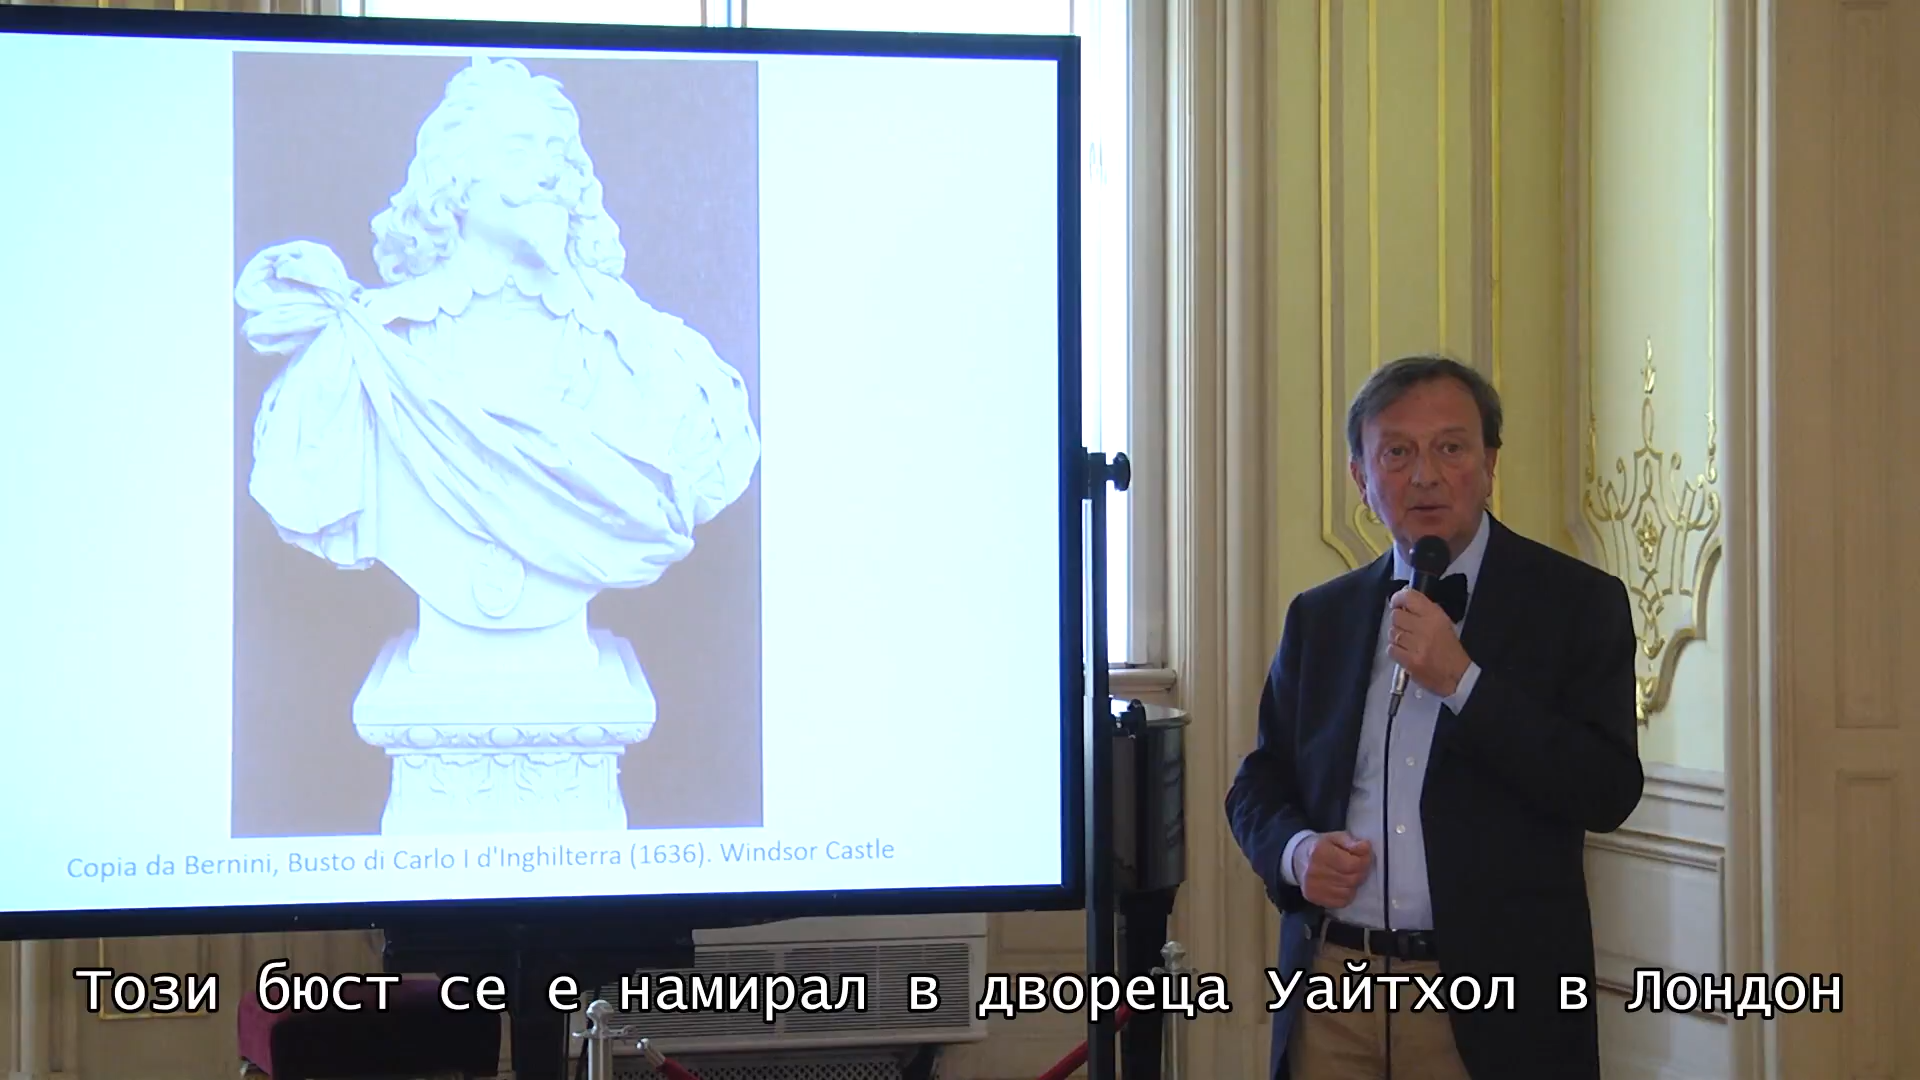 Copia da Bernini, Busto di Carlo I d'Inghilterra (1636). Windsor Castle
Този бюст се е намирал в двореца Уайтхол в Лондон